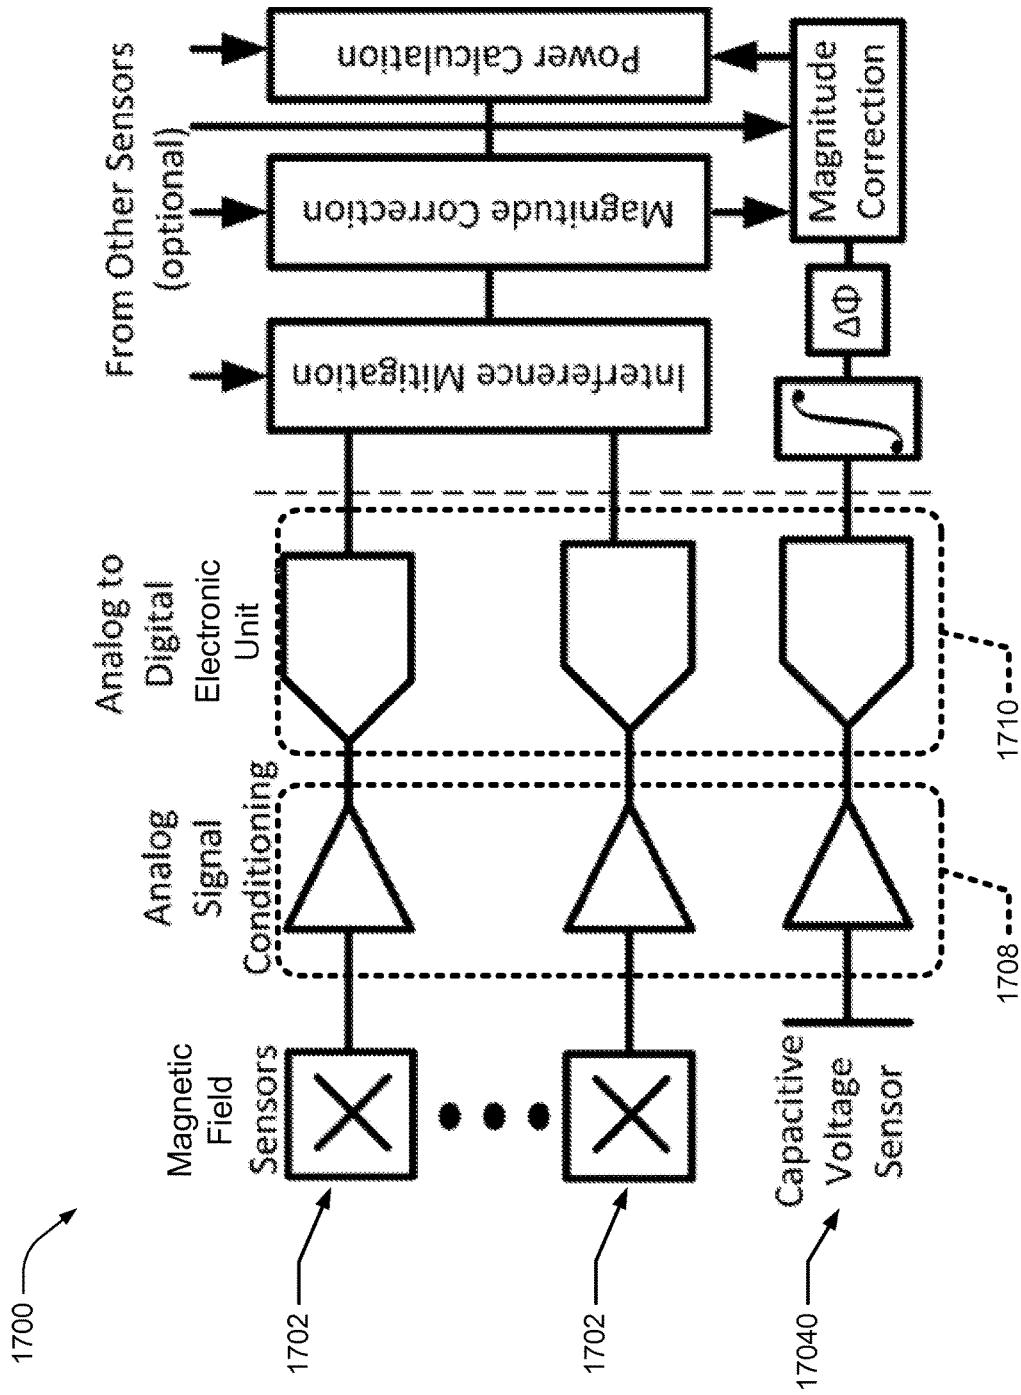 1700
Magnetic
Field
Sensors
Analog
Signal
Conditioning
Analog to
Digital
Electronic
Unit
From Other Sensors
(optional)
Interference Mitigation
Magnitude Correction
Power Calculation
ΔΦ
Magnitude
Correction
Capacitive
Voltage
Sensor
1702
1702
17040
1708
1710